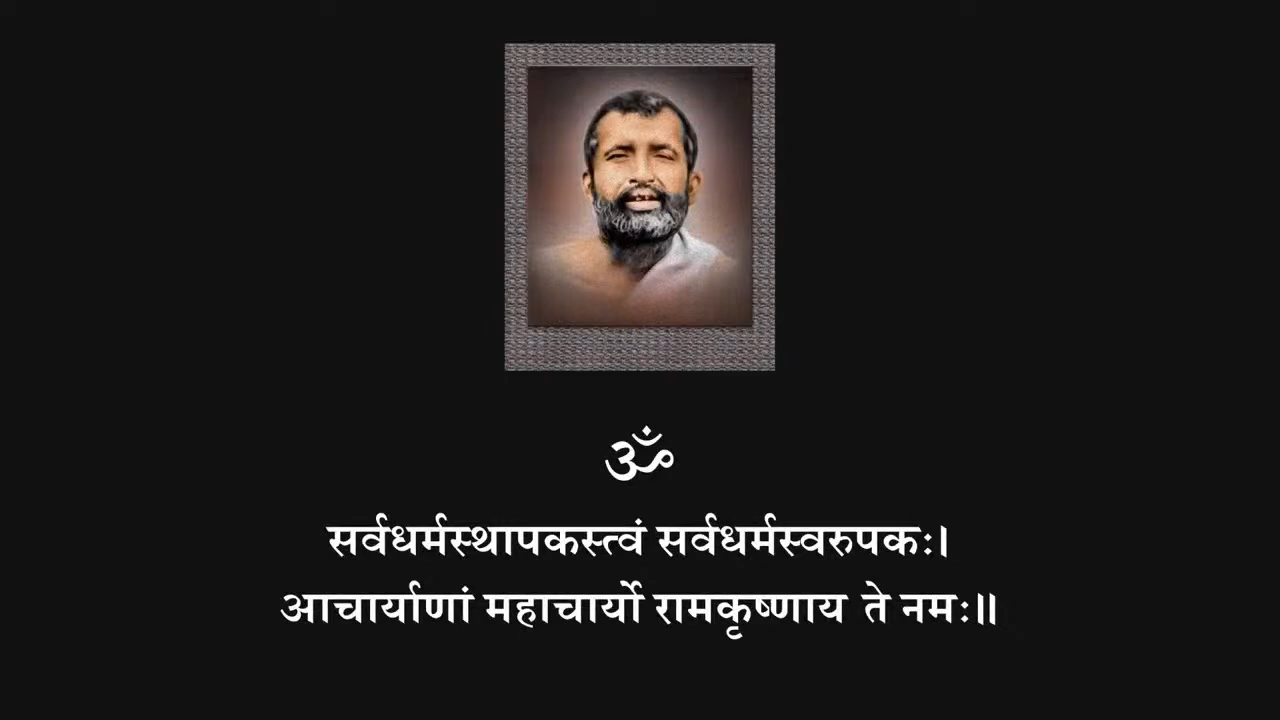 ॐ
सर्वधर्मस्थापकस्त्वं सर्वधर्मस्वरुपकः।
आचार्याणां महाचार्यो रामकृष्णाय ते नमः॥